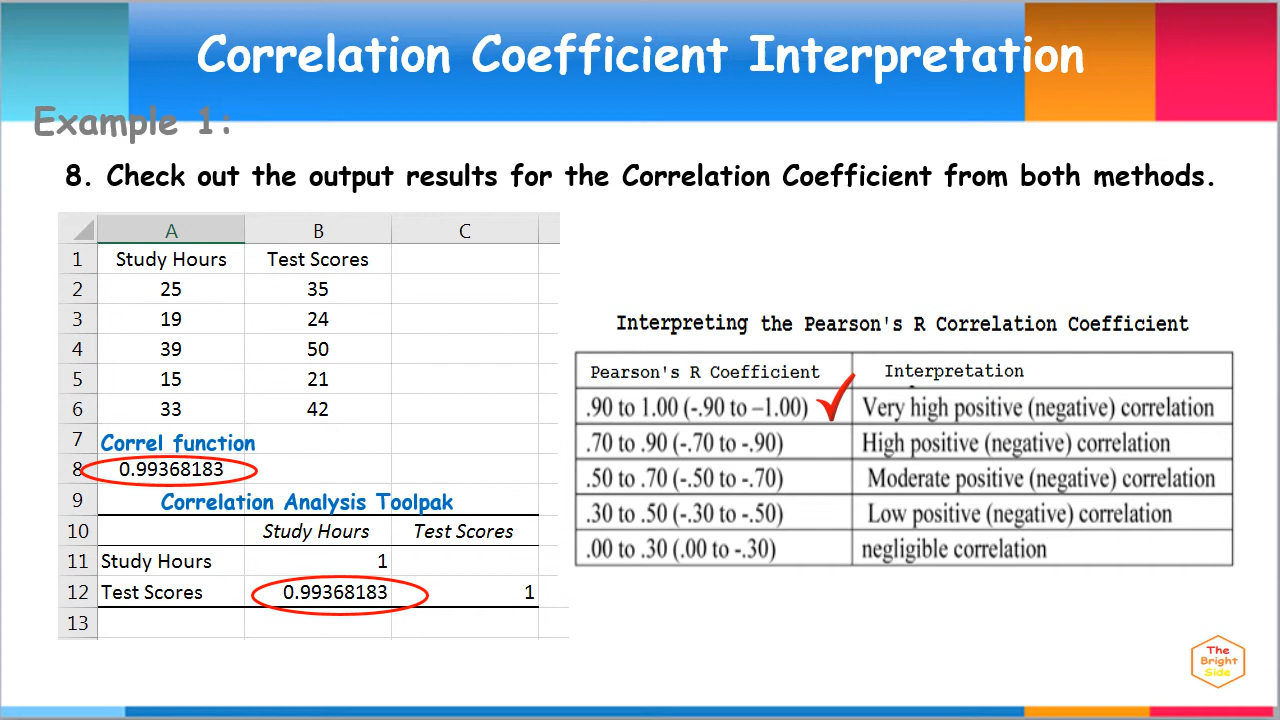 Correlation Coefficient Interpretation
Example 1:
8. Check out the output results for the Correlation Coefficient from both methods.
A B C
1 Study Hours Test Scores
2 25 35
3 19 24
4 39 50
5 15 21
6 33 42
7 Correl function
8 0.99368183
9 Correlation Analysis Toolpak
10 Study Hours Test Scores
11 Study Hours 1
12 Test Scores 0.99368183 1
13
Interpreting the Pearson's R Correlation Coefficient
Pearson's R Coefficient Interpretation
.90 to 1.00 (-.90 to –1.00) Very high positive (negative) correlation
.70 to .90 (-.70 to -.90) High positive (negative) correlation
.50 to .70 (-.50 to -.70) Moderate positive (negative) correlation
.30 to .50 (-.30 to -.50) Low positive (negative) correlation
.00 to .30 (.00 to -.30) negligible correlation
The
Bright
Side